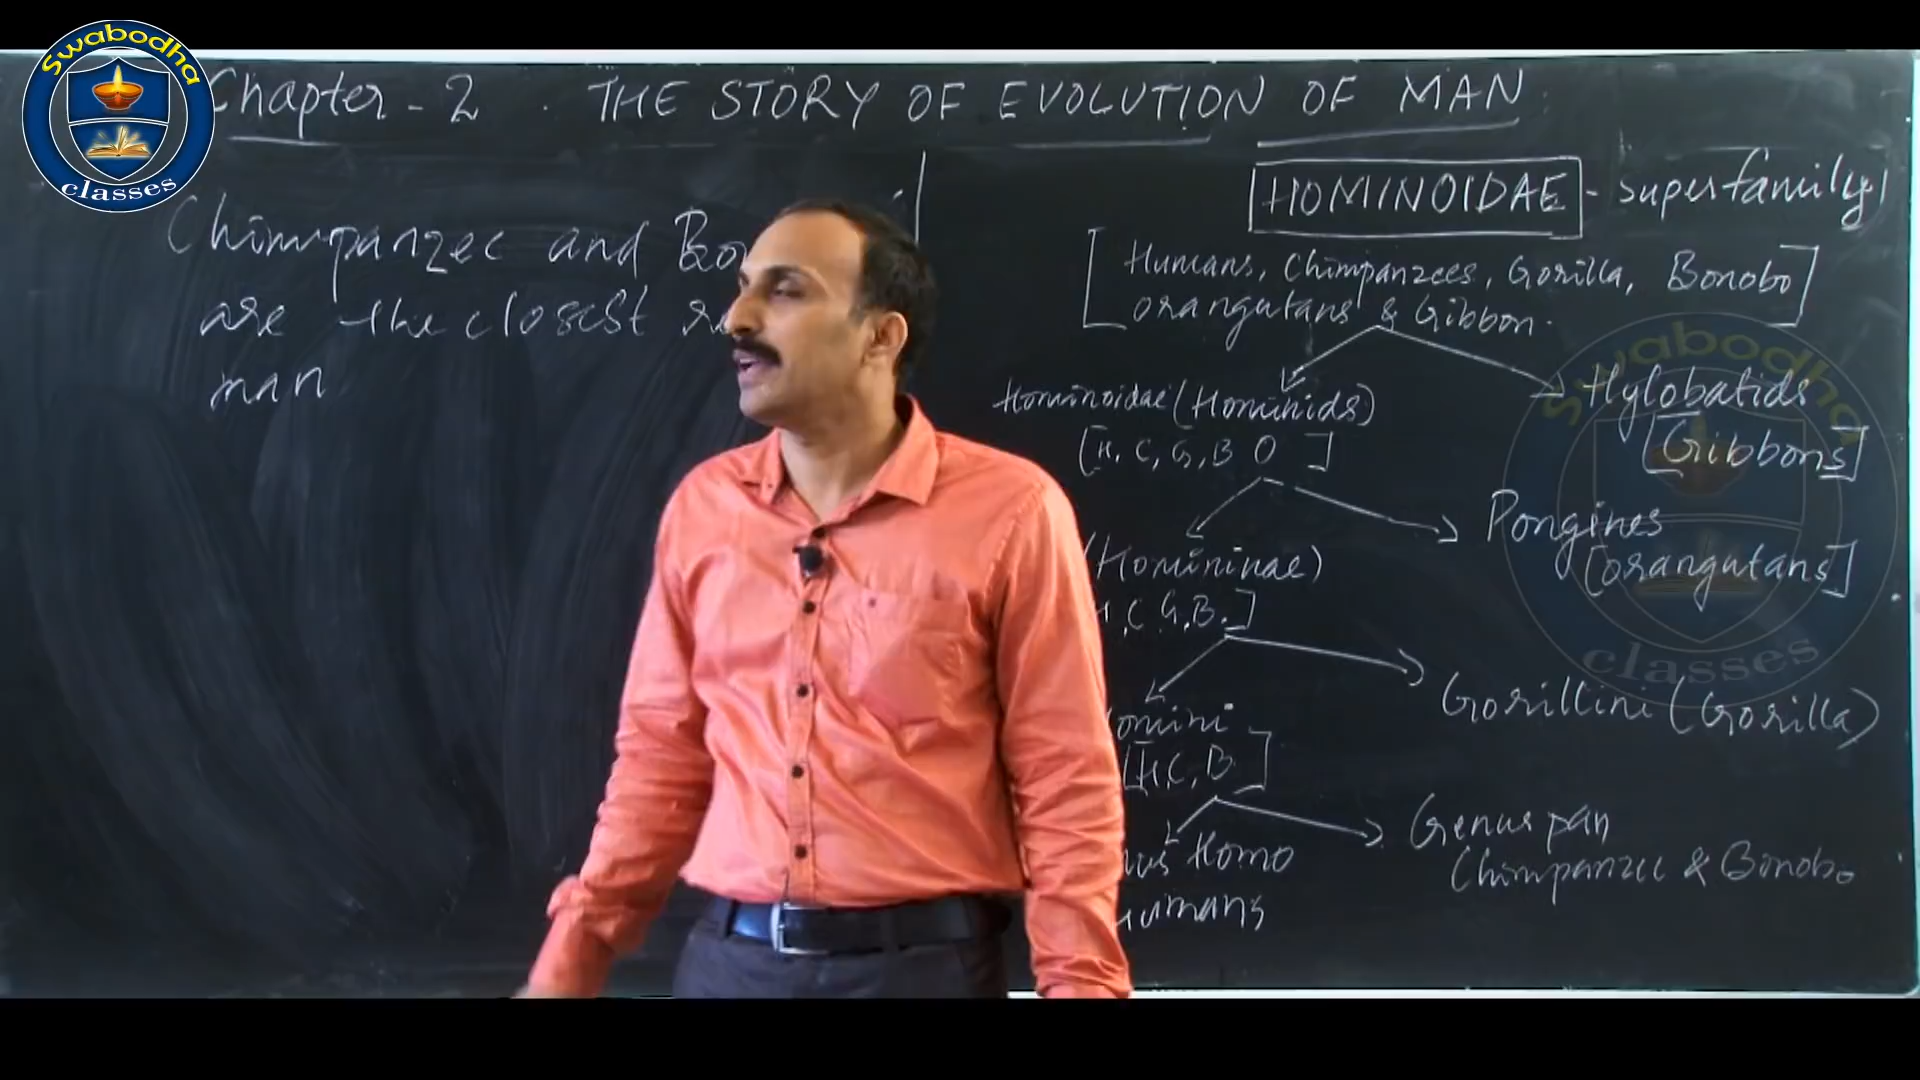 Swabodha
classes
Chapter - 2 . THE STORY OF EVOLUTION OF MAN
Chimpanzee and
are the closest
man
HOMINOIDAE - superfamily
[Humans, Chimpanzees, Gorilla, Bonobo
orangutans & Gibbon.]
Hominoidae (Hominids)
[H, C, G, B O ]
Hylobatids
[Gibbons]
(Homininae)
C G, B.]
Pongines
[orangutans]
Gorillini (Gorilla)
[H C, B]
Homo
Genus pan
Chimpanzee & Bonobo
Swabodha
classes